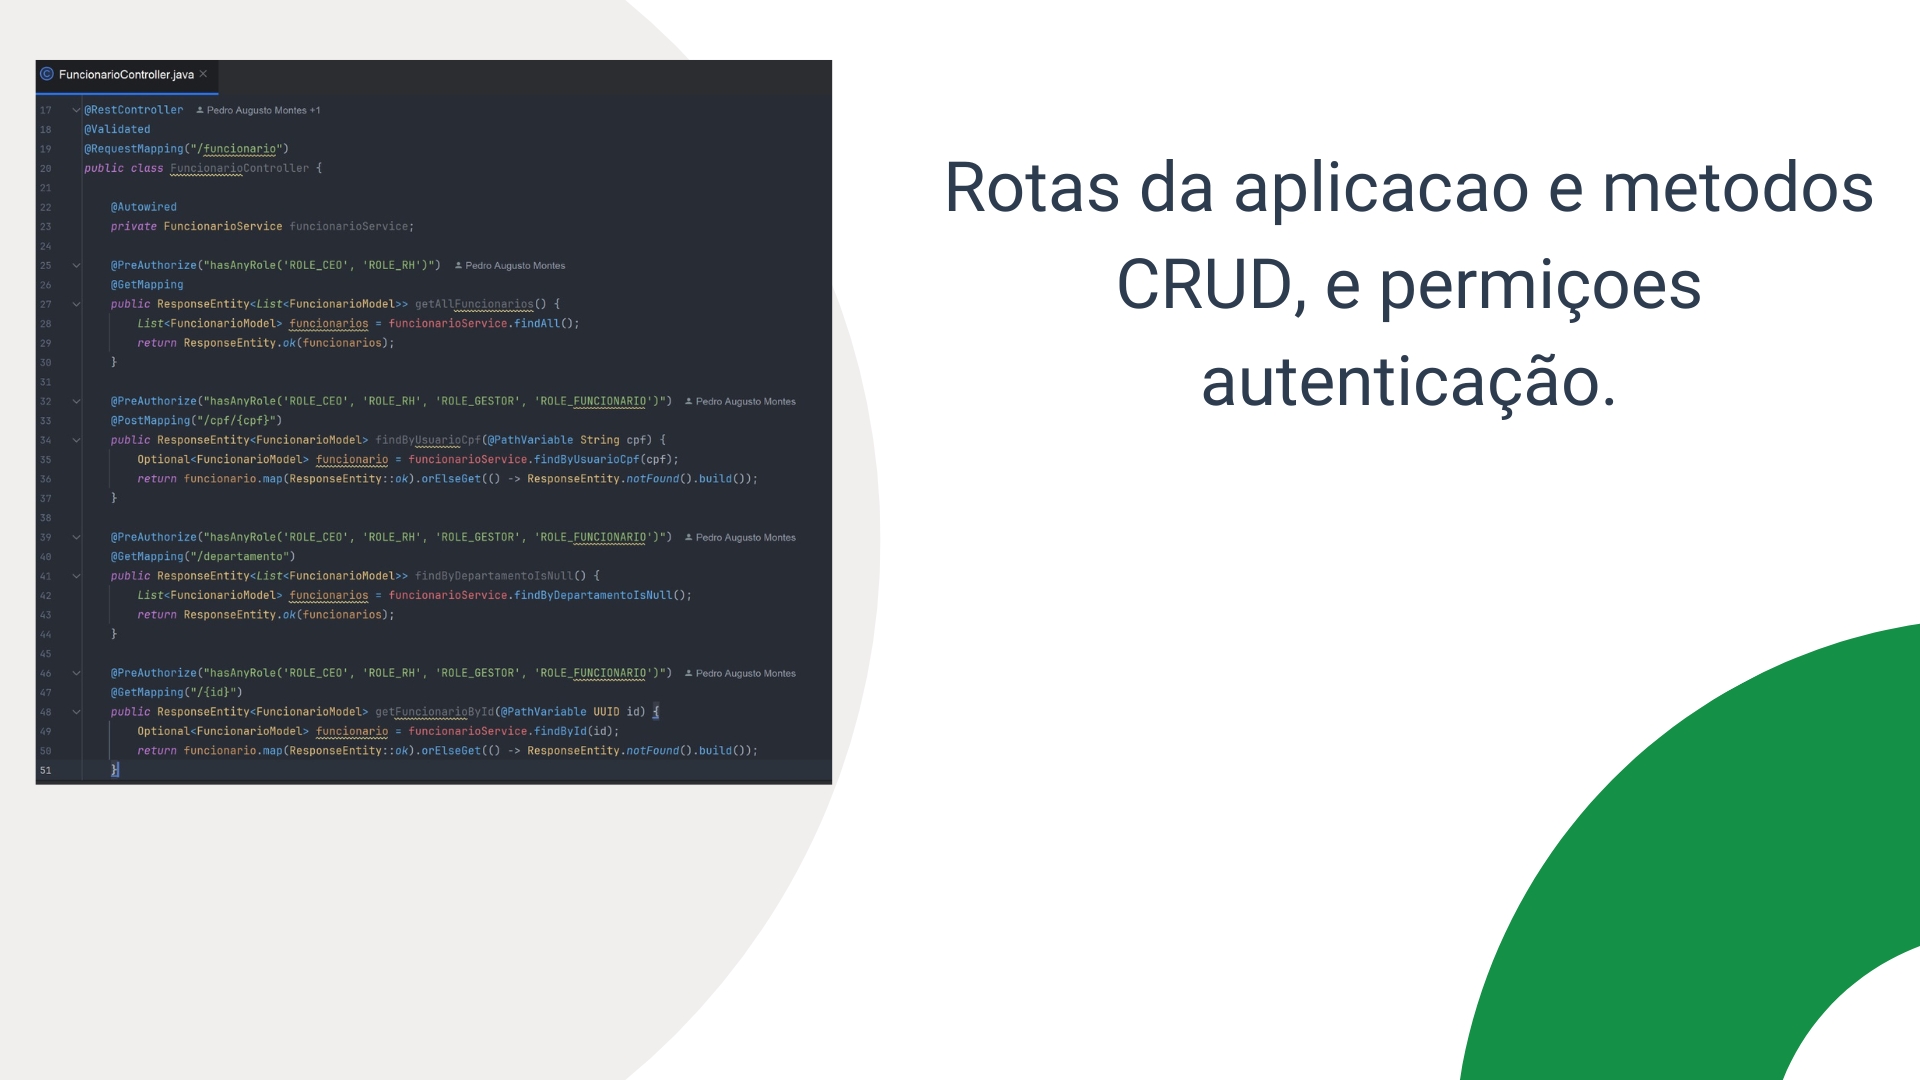 FuncionarioController.java
17 @RestController Pedro Augusto Montes +1
18 @Validated
19 @RequestMapping("/funcionario")
20 public class FuncionarioController {
21
22 @Autowired
23 private FuncionarioService funcionarioService;
24
25 @PreAuthorize("hasAnyRole('ROLE_CEO', 'ROLE_RH')") Pedro Augusto Montes
26 @GetMapping
27 public ResponseEntity<List<FuncionarioModel>> getAllFuncionarios() {
28 List<FuncionarioModel> funcionarios = funcionarioService.findAll();
29 return ResponseEntity.ok(funcionarios);
30 }
31
32 @PreAuthorize("hasAnyRole('ROLE_CEO', 'ROLE_RH', 'ROLE_GESTOR', 'ROLE_FUNCIONARIO')") Pedro Augusto Montes
33 @PostMapping("/cpf/{cpf}")
34 public ResponseEntity<FuncionarioModel> findByUsuarioCpf(@PathVariable String cpf) {
35 Optional<FuncionarioModel> funcionario = funcionarioService.findByUsuarioCpf(cpf);
36 return funcionario.map(ResponseEntity::ok).orElseGet(() -> ResponseEntity.notFound().build());
37 }
38
39 @PreAuthorize("hasAnyRole('ROLE_CEO', 'ROLE_RH', 'ROLE_GESTOR', 'ROLE_FUNCIONARIO')") Pedro Augusto Montes
40 @GetMapping("/departamento")
41 public ResponseEntity<List<FuncionarioModel>> findByDepartamentoIsNull() {
42 List<FuncionarioModel> funcionarios = funcionarioService.findByDepartamentoIsNull();
43 return ResponseEntity.ok(funcionarios);
44 }
45
46 @PreAuthorize("hasAnyRole('ROLE_CEO', 'ROLE_RH', 'ROLE_GESTOR', 'ROLE_FUNCIONARIO')") Pedro Augusto Montes
47 @GetMapping("/{id}")
48 public ResponseEntity<FuncionarioModel> getFuncionarioById(@PathVariable UUID id) {
49 Optional<FuncionarioModel> funcionario = funcionarioService.findById(id);
50 return funcionario.map(ResponseEntity::ok).orElseGet(() -> ResponseEntity.notFound().build());
51 }
Rotas da aplicacao e metodos
CRUD, e permiçoes
autenticação.